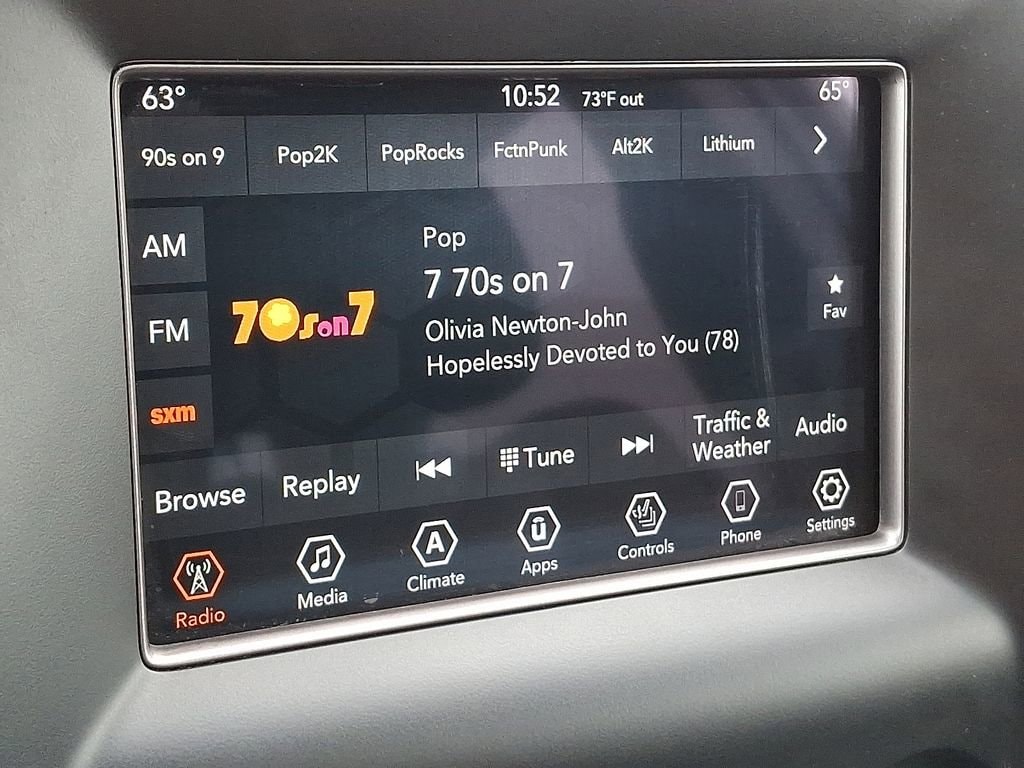 63° 10:52 73°F out 65°
90s on 9 Pop2K PopRocks FctnPunk Alt2K Lithium
AM
FM
sxm
70s on 7
Pop
7 70s on 7
Olivia Newton-John
Hopelessly Devoted to You (78)
Fav
Browse Replay Tune Traffic & Weather Audio
Radio Media A Climate ū Apps Controls Phone Settings